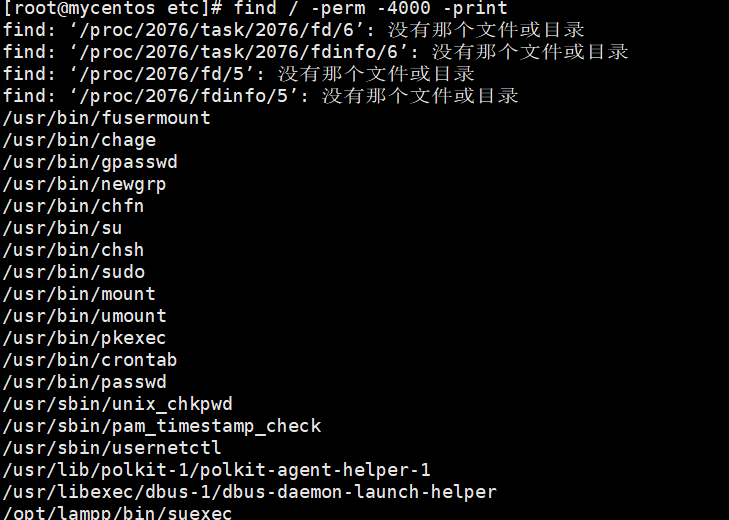 [root@mycentos etc]# find / -perm -4000 -print
find: ‘/proc/2076/task/2076/fd/6’: 没有那个文件或目录
find: ‘/proc/2076/task/2076/fdinfo/6’: 没有那个文件或目录
find: ‘/proc/2076/fd/5’: 没有那个文件或目录
find: ‘/proc/2076/fdinfo/5’: 没有那个文件或目录
/usr/bin/fusermount
/usr/bin/chage
/usr/bin/gpasswd
/usr/bin/newgrp
/usr/bin/chfn
/usr/bin/su
/usr/bin/chsh
/usr/bin/sudo
/usr/bin/mount
/usr/bin/umount
/usr/bin/pkexec
/usr/bin/crontab
/usr/bin/passwd
/usr/sbin/unix_chkpwd
/usr/sbin/pam_timestamp_check
/usr/sbin/usernetctl
/usr/lib/polkit-1/polkit-agent-helper-1
/usr/libexec/dbus-1/dbus-daemon-launch-helper
/opt/lampp/bin/suexec